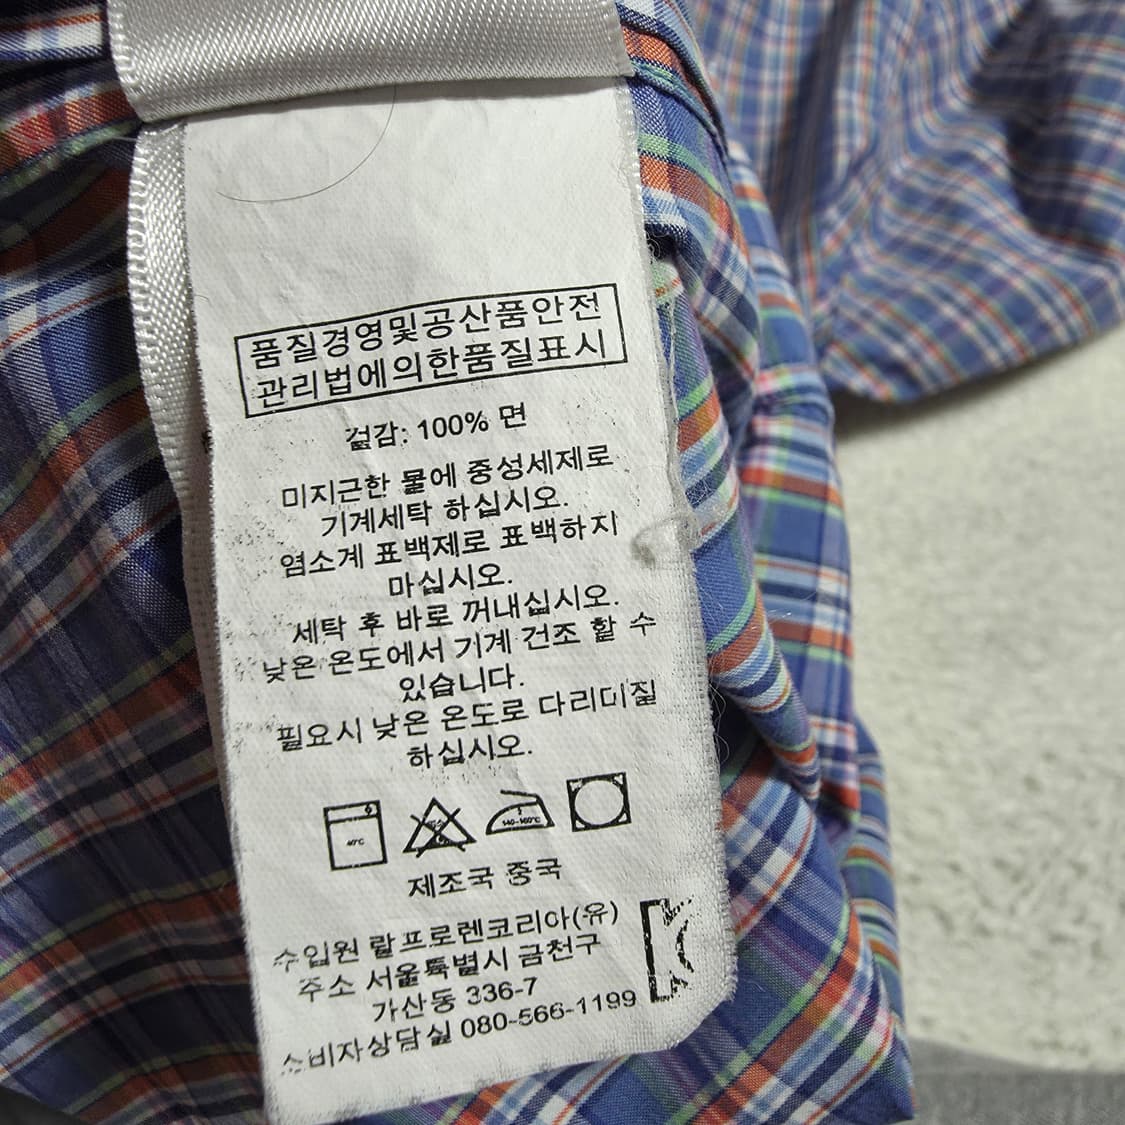 품질경영및공산품안전
관리법에의한품질표시
겉감: 100% 면
미지근한 물에 중성세제로
기계세탁 하십시오.
염소계 표백제로 표백하지
마십시오.
세탁 후 바로 꺼내십시오.
낮은 온도에서 기계 건조 할 수
있습니다.
필요시 낮은 온도로 다리미질
하십시오.
40℃
140~160℃
제조국 중국
수입원 랄프로렌코리아(유)
주소 서울특별시 금천구
가산동 336-7
소비자상담실 080-566-1199
K